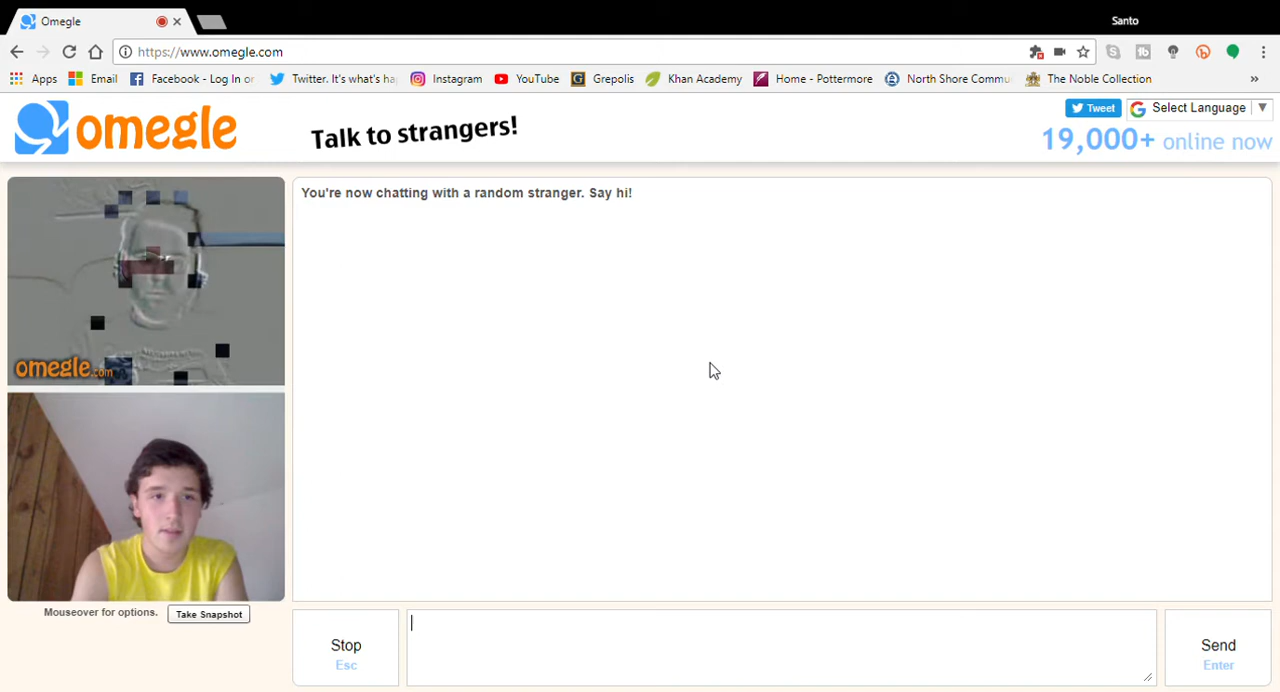 Omegle
Santo
https://www.omegle.com
Apps Email Facebook - Log In or Twitter. It's what's ha Instagram YouTube Grepolis Khan Academy Home - Pottermore North Shore Commu The Noble Collection »
omegle Talk to strangers!
Tweet Select Language ▼
19,000+ online now
You're now chatting with a random stranger. Say hi!
omegle.com
Mouseover for options. Take Snapshot
Stop
Esc
Send
Enter